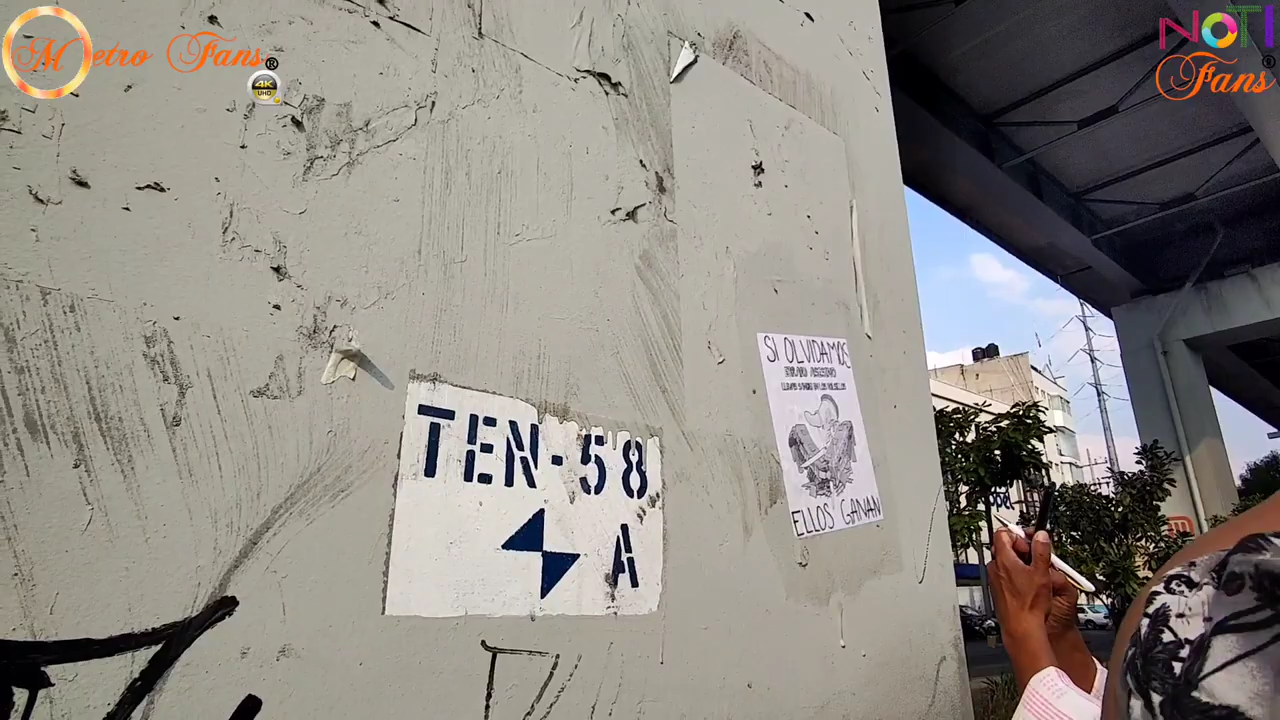 Metro Fans®
4K
UHD
NOTI
Fans®
TEN-58
A
SI OLVIDAMOS
ELLOS GANAN